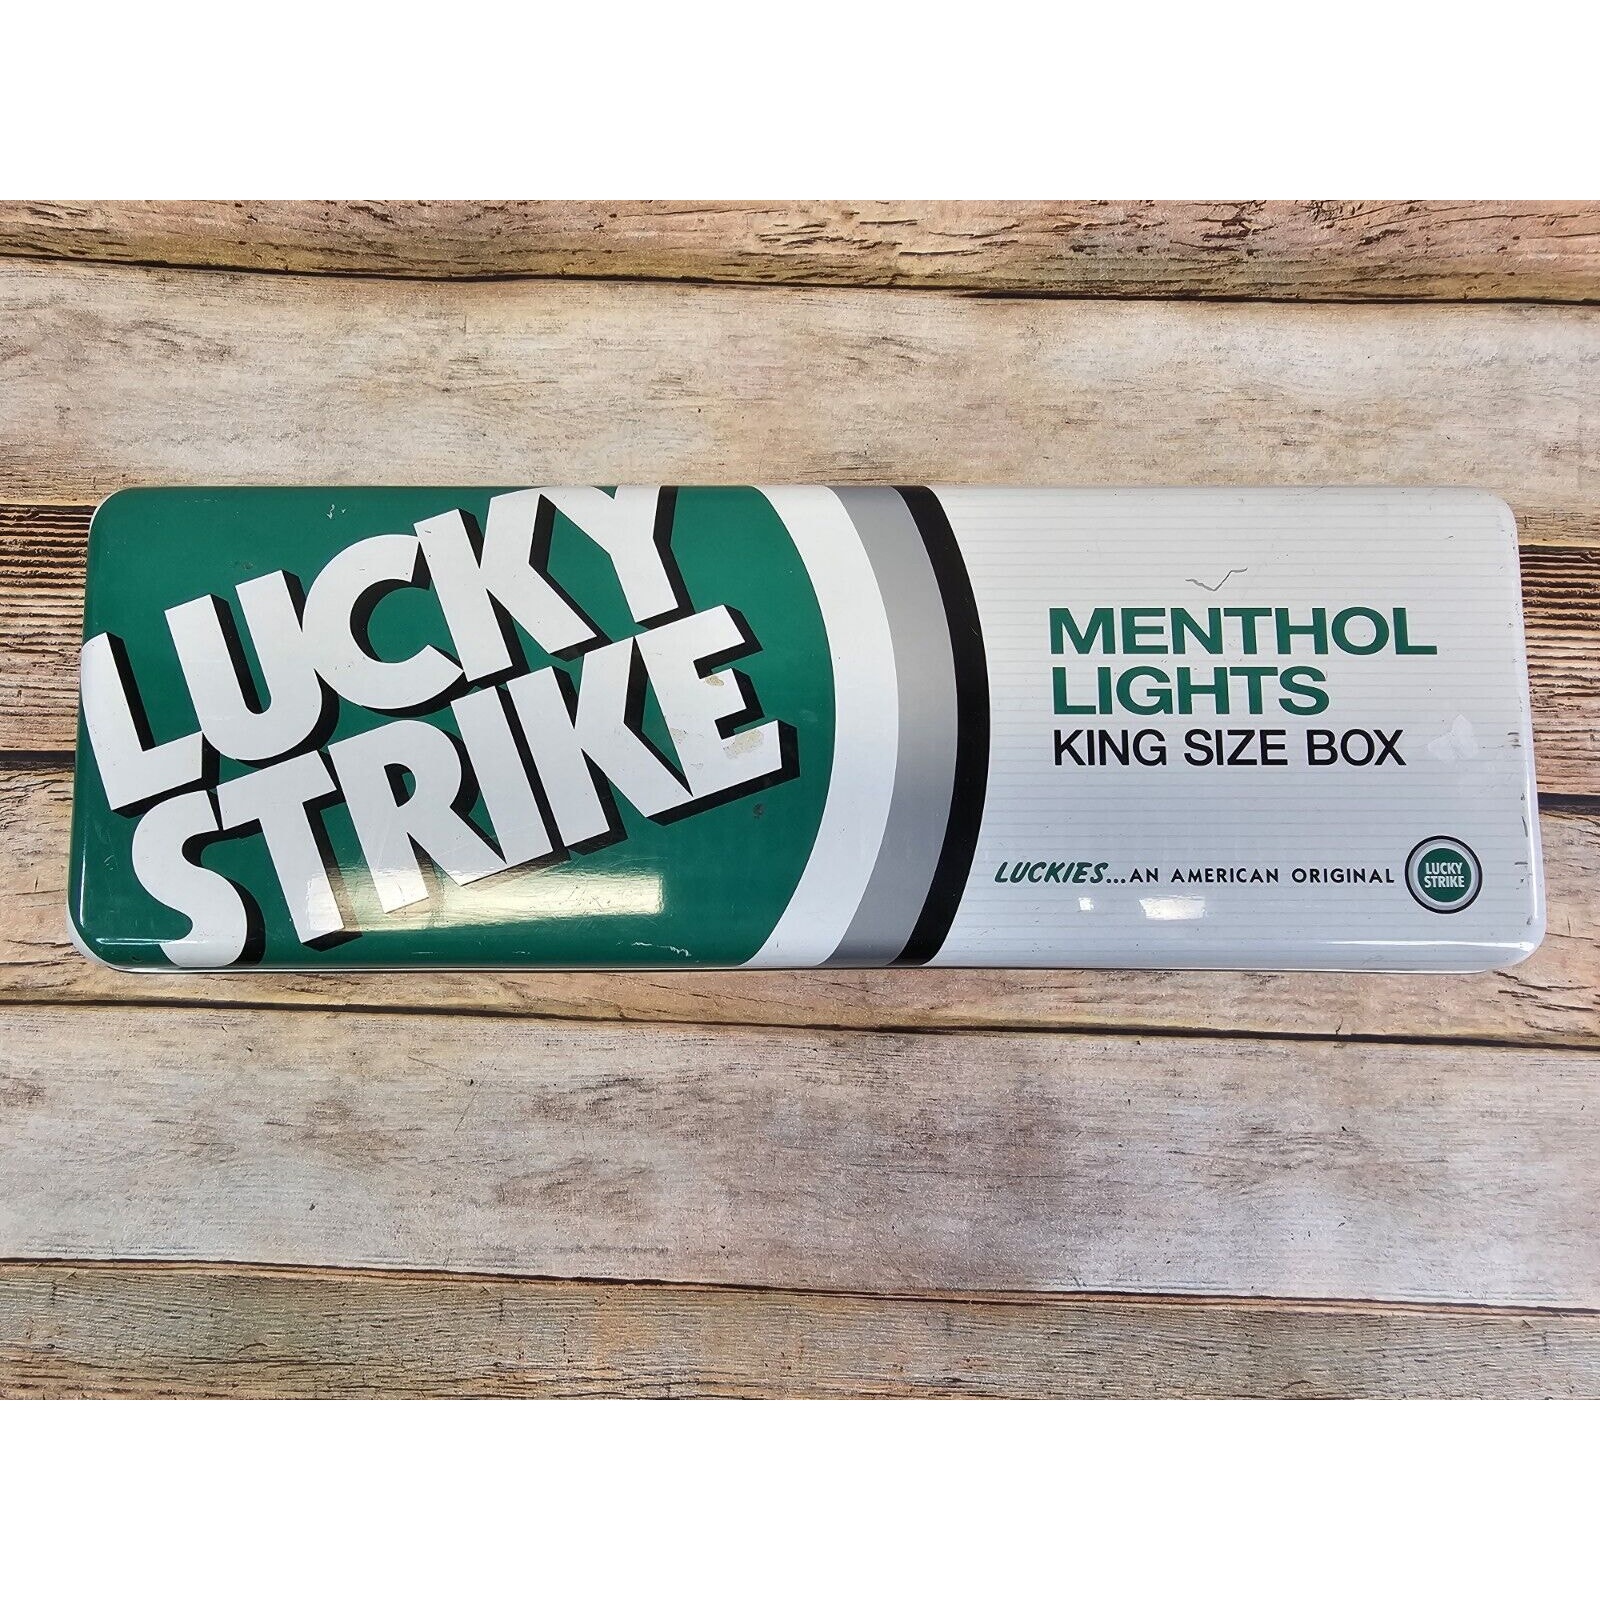 LUCKY
STRIKE
MENTHOL
LIGHTS
KING SIZE BOX
LUCKIES...AN AMERICAN ORIGINAL
LUCKY
STRIKE